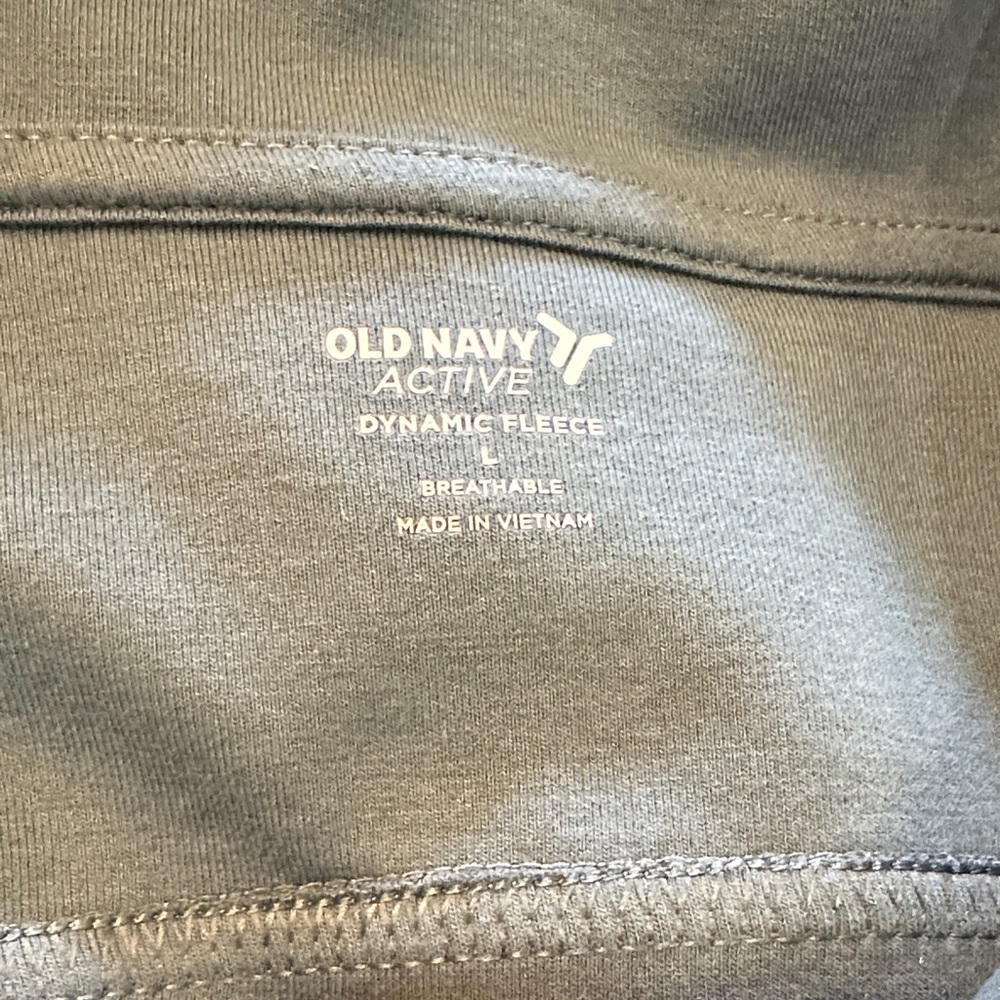 OLD NAVY
ACTIVE
DYNAMIC FLEECE
L
BREATHABLE
MADE IN VIETNAM